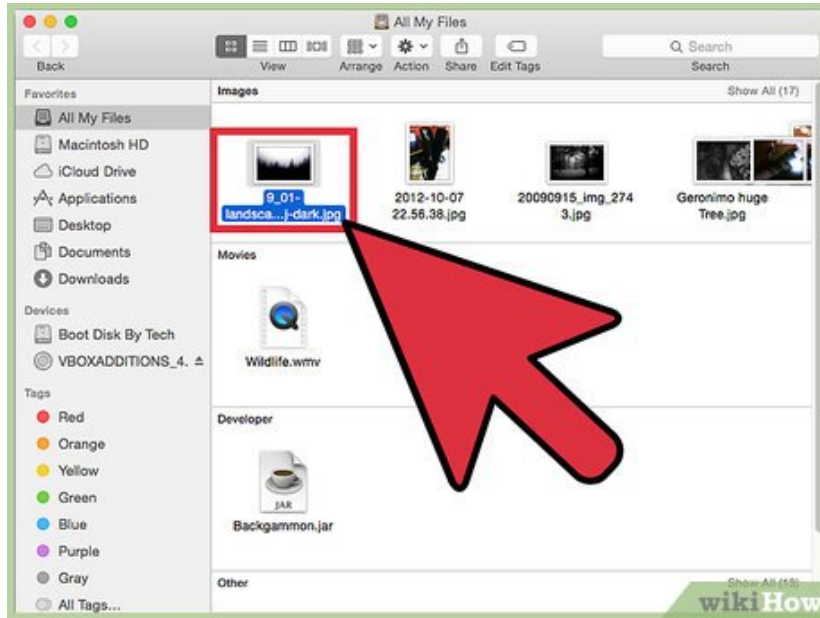 All My Files
Back
View
Arrange
Action
Share
Edit Tags
Search
Search
Favorites
All My Files
Macintosh HD
iCloud Drive
Applications
Desktop
Documents
Downloads
Devices
Boot Disk By Tech
VBOXADDITIONS_4.
Tags
Red
Orange
Yellow
Green
Blue
Purple
Gray
All Tags...
Images
Show All (17)
9_01-
landsca...j-dark.jpg
2012-10-07
22.56.38.jpg
20090915_img_274
3.jpg
Geronimo huge
Tree.jpg
Movies
Wildlife.wmv
Developer
JAR
Backgammon.jar
Other
Show All (13)
wikiHow